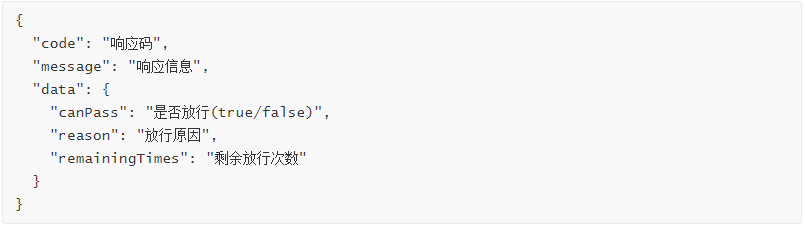 {
  "code": "响应码",
  "message": "响应信息",
  "data": {
    "canPass": "是否放行(true/false)",
    "reason": "放行原因",
    "remainingTimes": "剩余放行次数"
  }
}